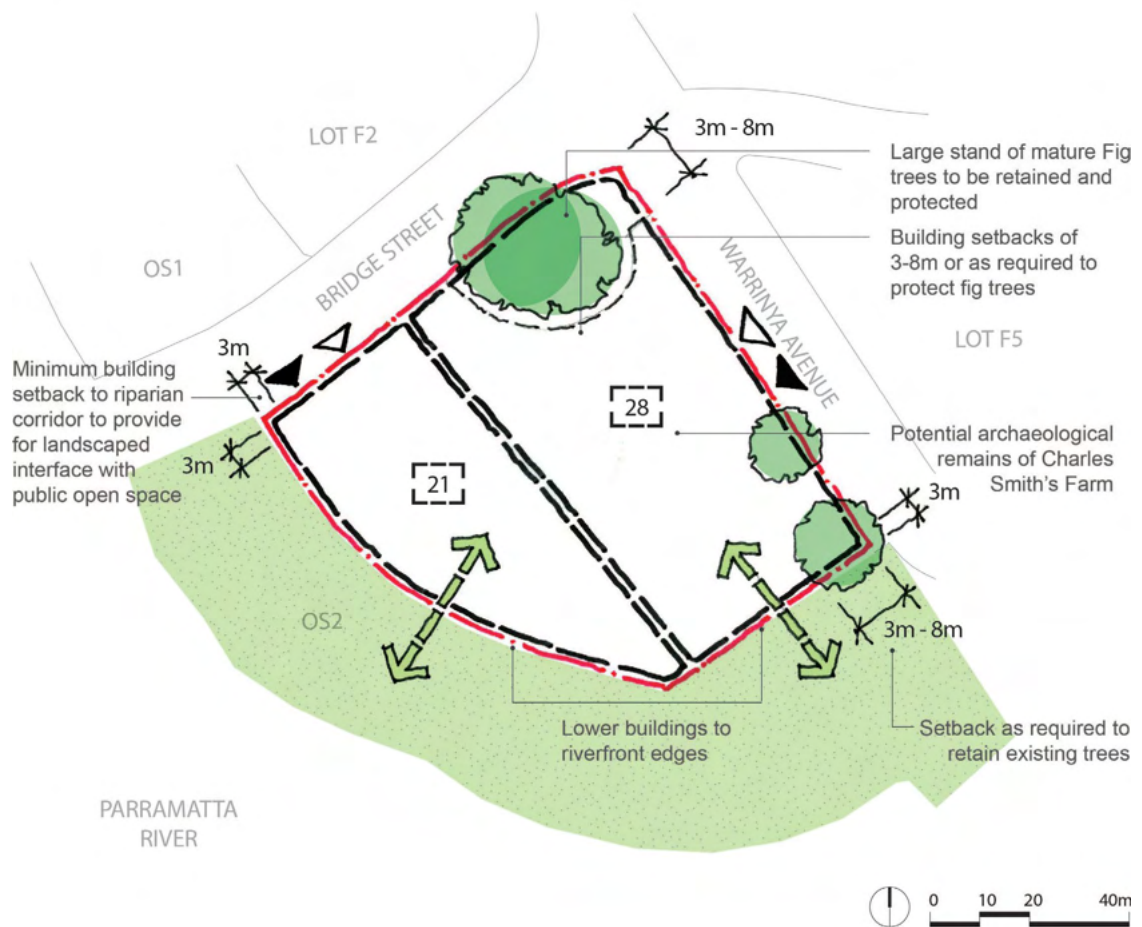 3m - 8m
LOT F2
Large stand of mature Fig
trees to be retained and
protected
BRIDGE STREET
WARRINYA AVENUE
Building setbacks of
3-8m or as required to
protect fig trees
OS1
LOT F5
3m
Minimum building
setback to riparian
corridor to provide
for landscaped
interface with
public open space
3m
28
Potential archaeological
remains of Charles
Smith's Farm
21
3m
OS2
3m - 8m
Lower buildings to
riverfront edges
Setback as required to
retain existing trees
PARRAMATTA
RIVER
0 10 20 40m